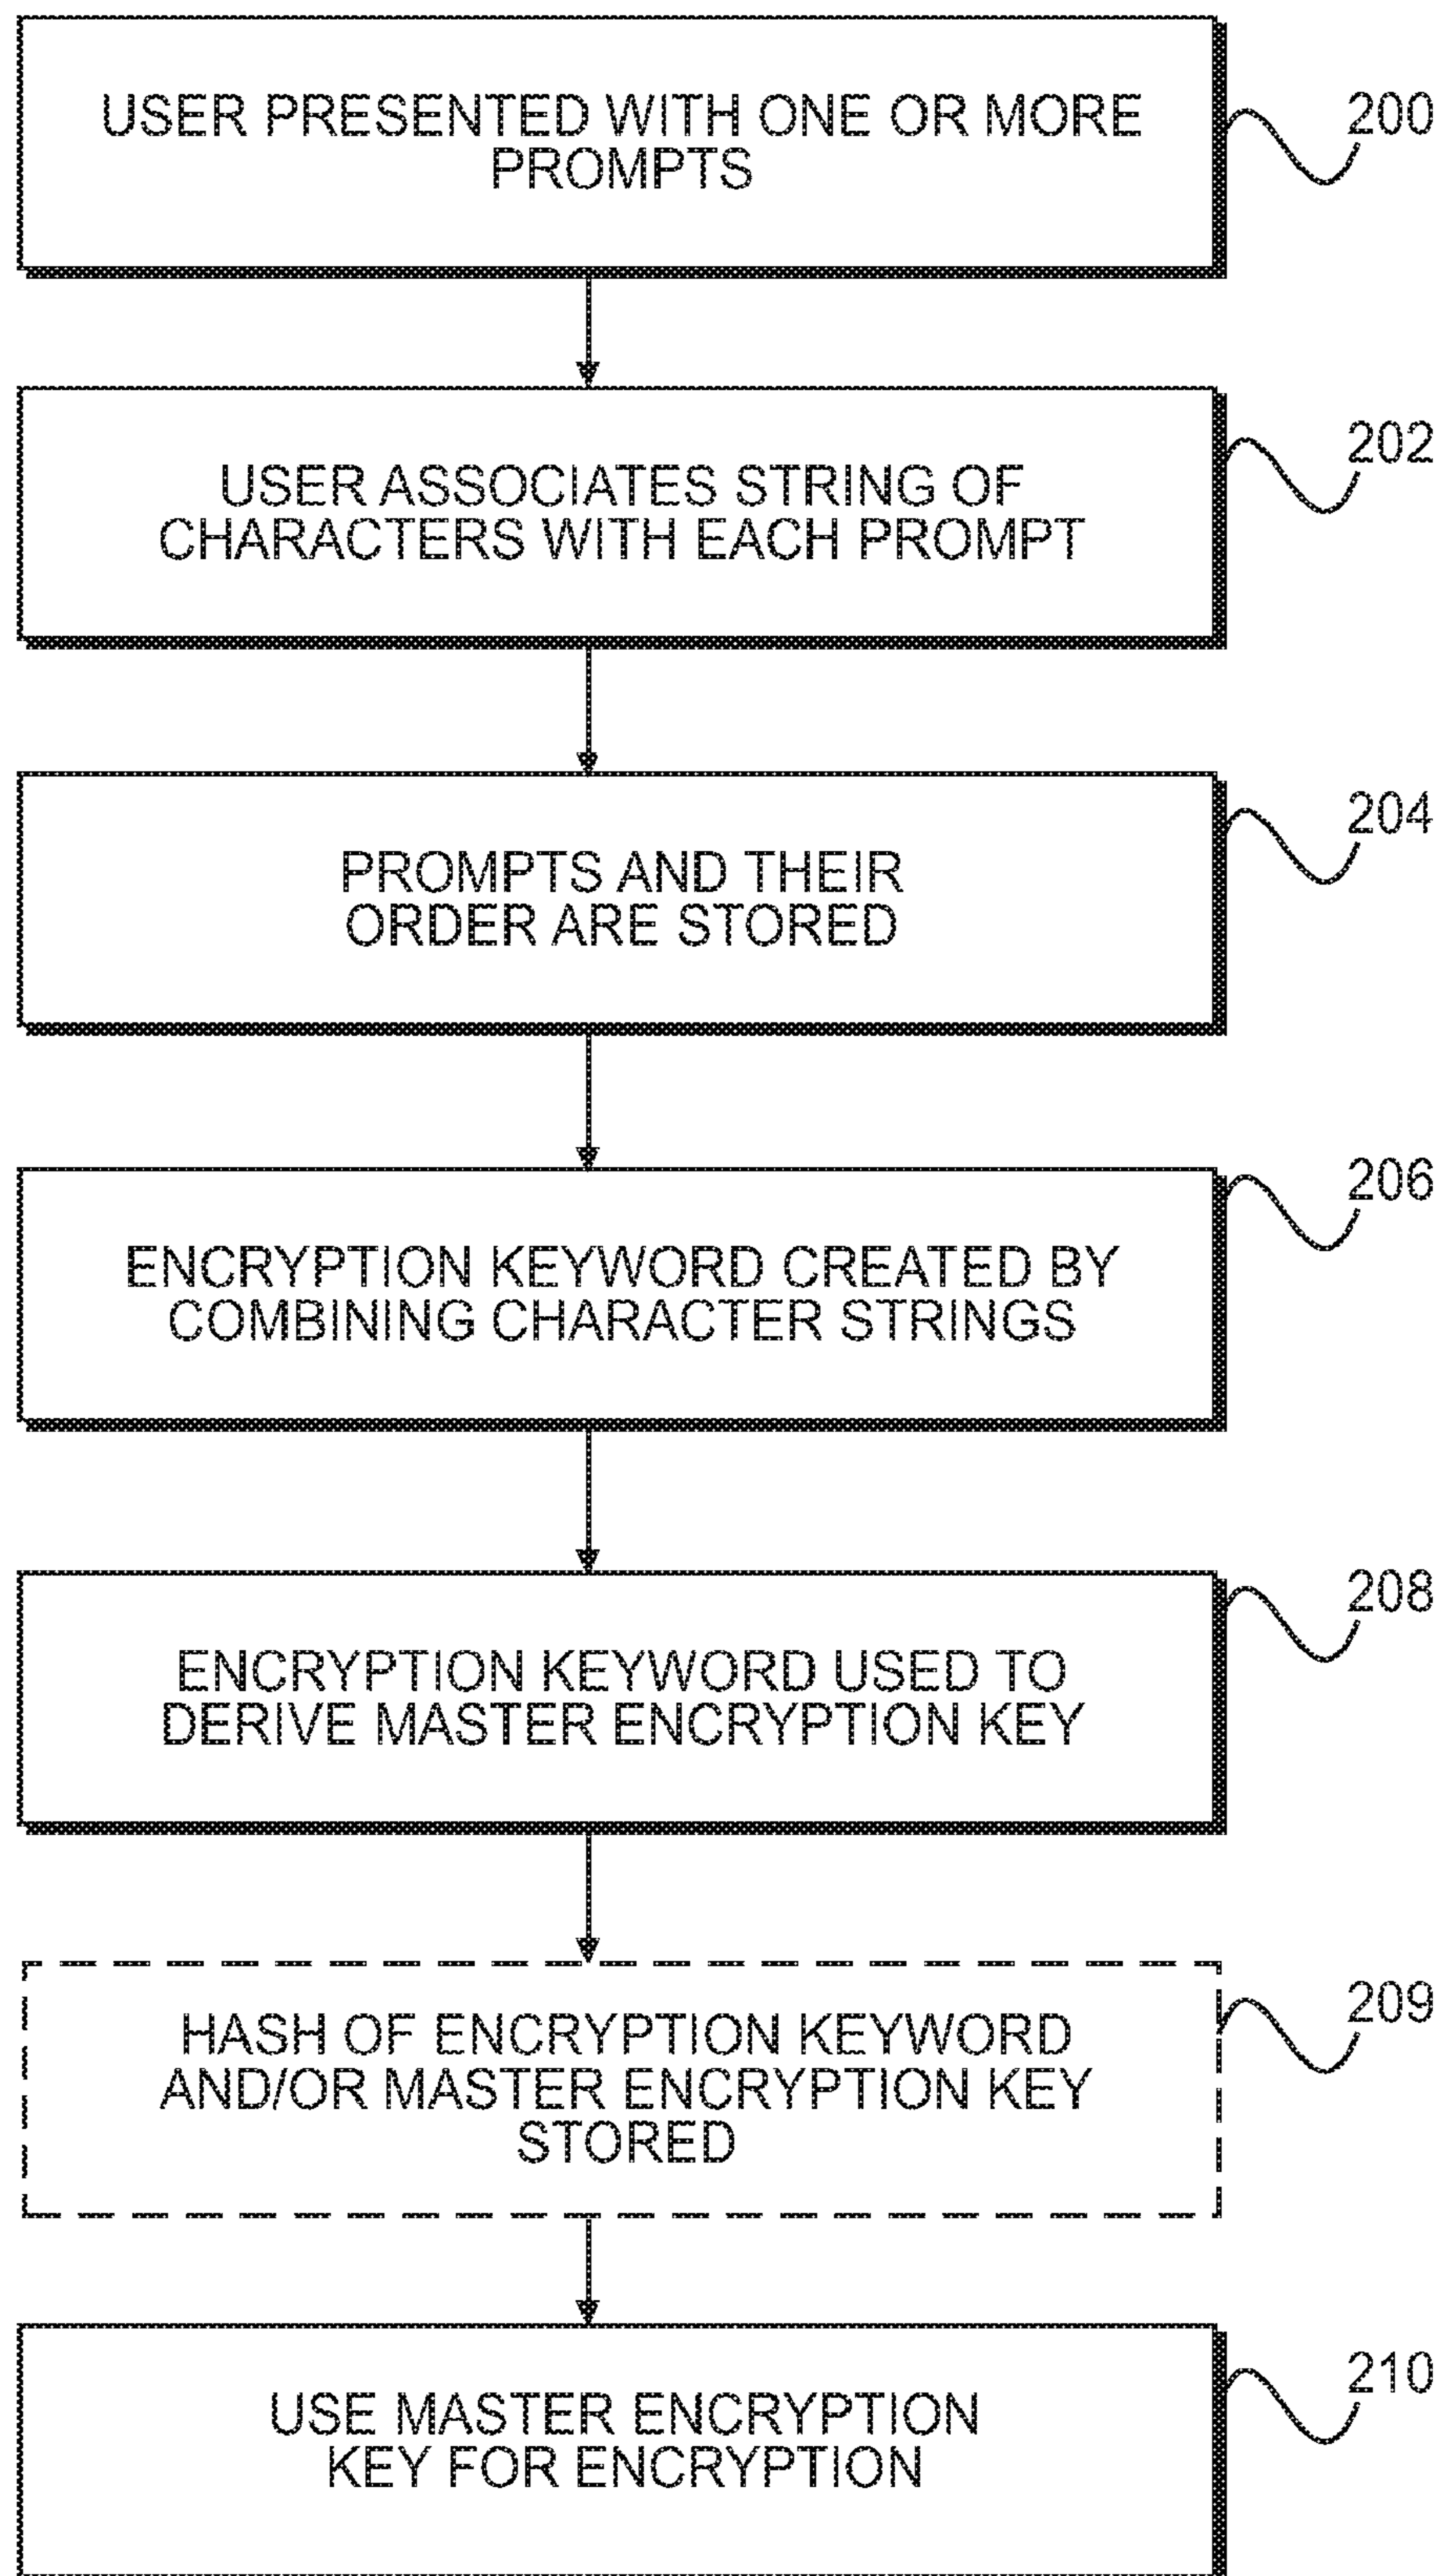 USER PRESENTED WITH ONE OR MORE
PROMPTS
200
USER ASSOCIATES STRING OF
CHARACTERS WITH EACH PROMPT
202
PROMPTS AND THEIR
ORDER ARE STORED
204
ENCRYPTION KEYWORD CREATED BY
COMBINING CHARACTER STRINGS
206
ENCRYPTION KEYWORD USED TO
DERIVE MASTER ENCRYPTION KEY
208
HASH OF ENCRYPTION KEYWORD
AND/OR MASTER ENCRYPTION KEY
STORED
209
USE MASTER ENCRYPTION
KEY FOR ENCRYPTION
210